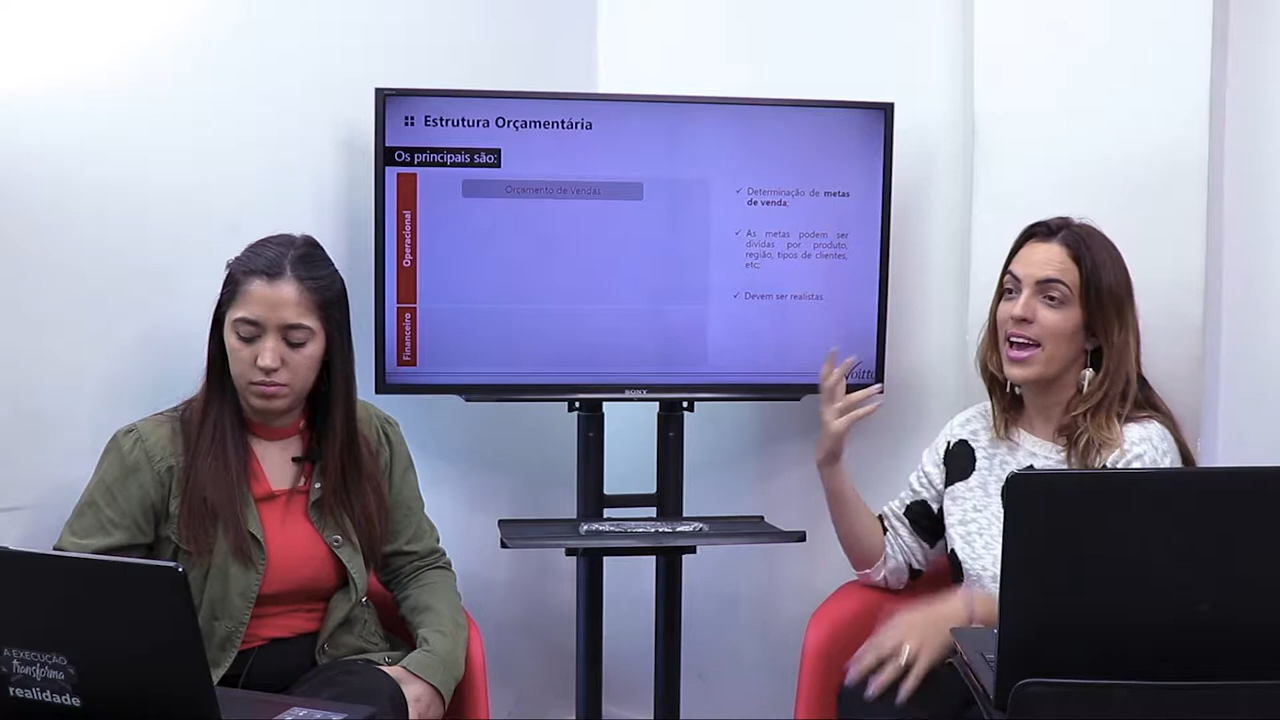 Estrutura Orçamentária
Os principais são:
Orçamento de Vendas
Operacional
Financeiro
✓ Determinação de metas
de venda;
✓ As metas podem ser
dividas por produto,
região, tipos de clientes,
etc;
✓ Devem ser realistas.
Voitto
SONY
A EXECUÇÃO
transforma
realidade